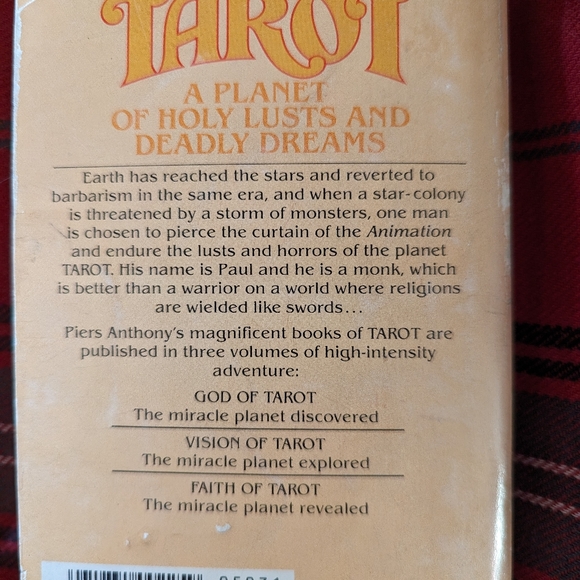 TAROT
A PLANET
OF HOLY LUSTS AND
DEADLY DREAMS
Earth has reached the stars and reverted to
barbarism in the same era, and when a star-colony
is threatened by a storm of monsters, one man
is chosen to pierce the curtain of the Animation
and endure the lusts and horrors of the planet
TAROT. His name is Paul and he is a monk, which
is better than a warrior on a world where religions
are wielded like swords...
Piers Anthony's magnificent books of TAROT are
published in three volumes of high-intensity
adventure:
GOD OF TAROT
The miracle planet discovered
VISION OF TAROT
The miracle planet explored
FAITH OF TAROT
The miracle planet revealed